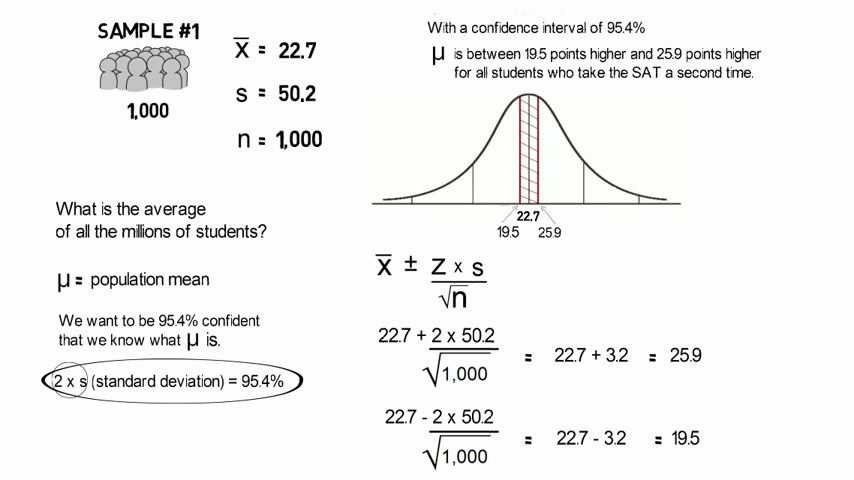 SAMPLE #1
1,000
x̄ = 22.7
s = 50.2
n = 1,000
What is the average
of all the millions of students?
μ = population mean
We want to be 95.4% confident
that we know what μ is.
2 x s (standard deviation) = 95.4%
With a confidence interval of 95.4%
μ is between 19.5 points higher and 25.9 points higher
for all students who take the SAT a second time.
22.7
19.5 25.9
x̄ ± z x s
√n
22.7 + 2 x 50.2
√1,000
= 22.7 + 3.2 = 25.9
22.7 - 2 x 50.2
√1,000
= 22.7 - 3.2 = 19.5